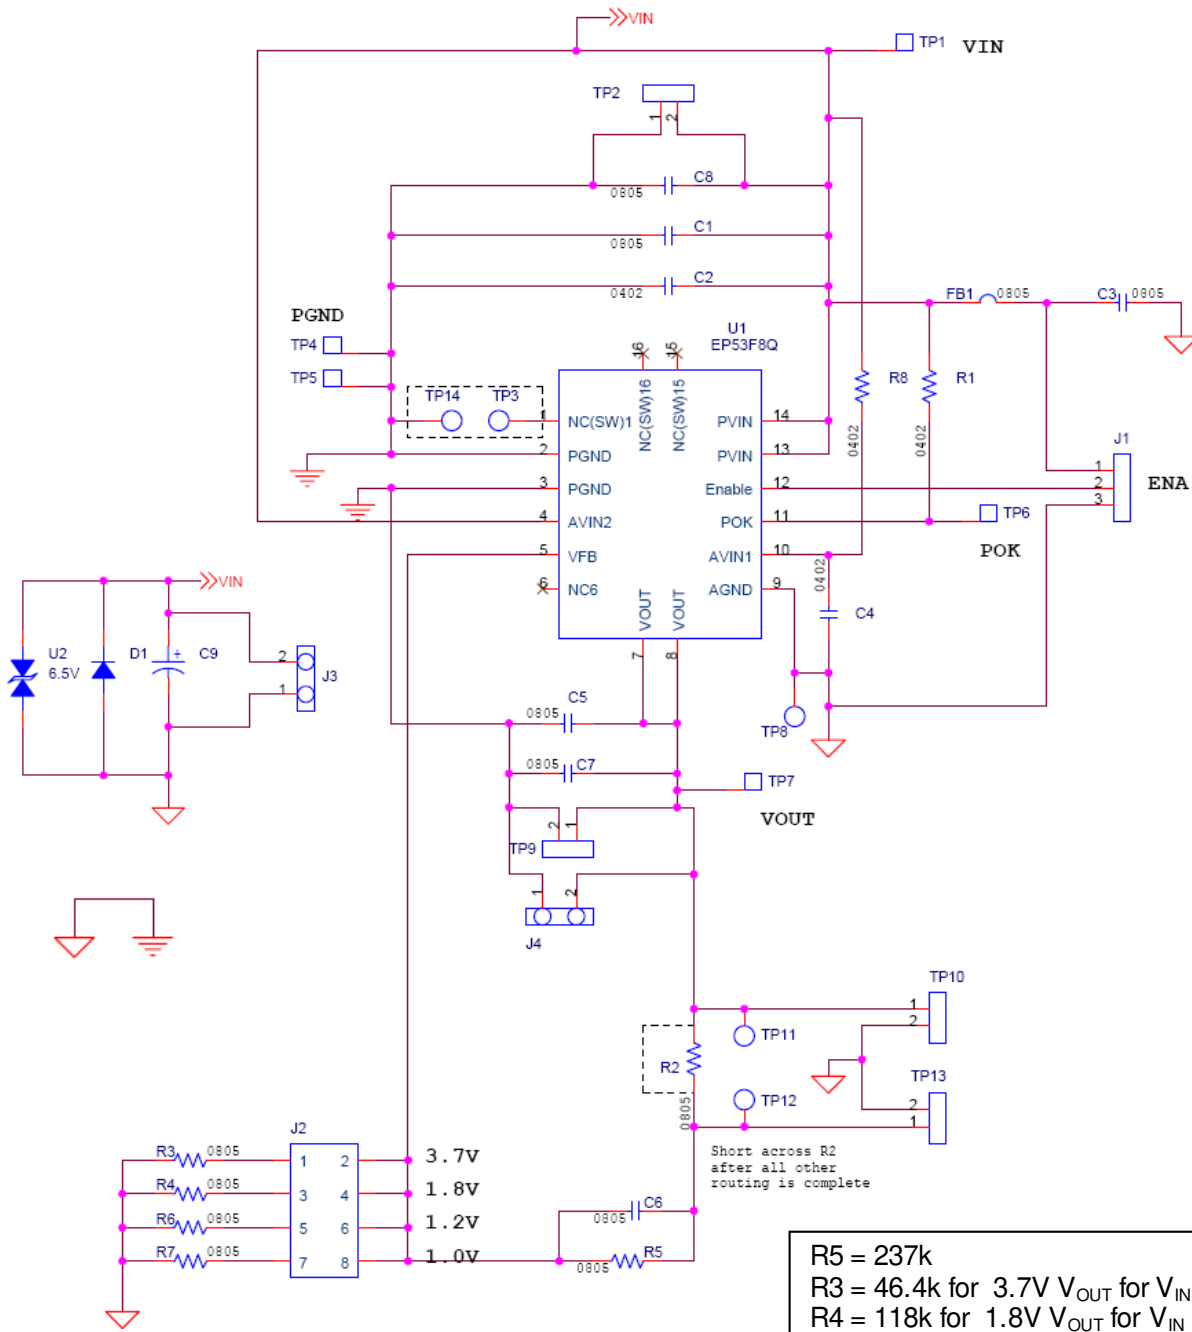 VIN
TP1 VIN
TP2
1 2
C8
0805
C1
0805
C2
0402
FB1 0805
C3 0805
PGND
TP4
TP5
U1
EP53F8Q
16 15
TP14 TP3
R8 R1
0402 0402
NC(SW)16 NC(SW)15
1 NC(SW)1 PVIN 14
2 PGND PVIN 13
3 PGND Enable 12
4 AVIN2 POK 11
5 VFB AVIN1 10
6 NC6 AGND 9
VOUT VOUT
7 8
J1
1
2
3
ENA
TP6
POK
0402
C4
TP8
VIN
U2
6.5V
D1 + C9
2
1
J3
C5
0805
0805 C7
TP7
VOUT
2 1
TP9
1 2
J4
TP10
1
2
TP11
R2
0805
TP12
TP13
2
1
Short across R2
after all other
routing is complete
J2
R3 0805 1 2 3.7V
R4 0805 3 4 1.8V
R6 0805 5 6 1.2V
R7 0805 7 8 1.0V
C6
0805
R5
0805
R5 = 237k
R3 = 46.4k for 3.7V VOUT for VIN
R4 = 118k for 1.8V VOUT for VIN